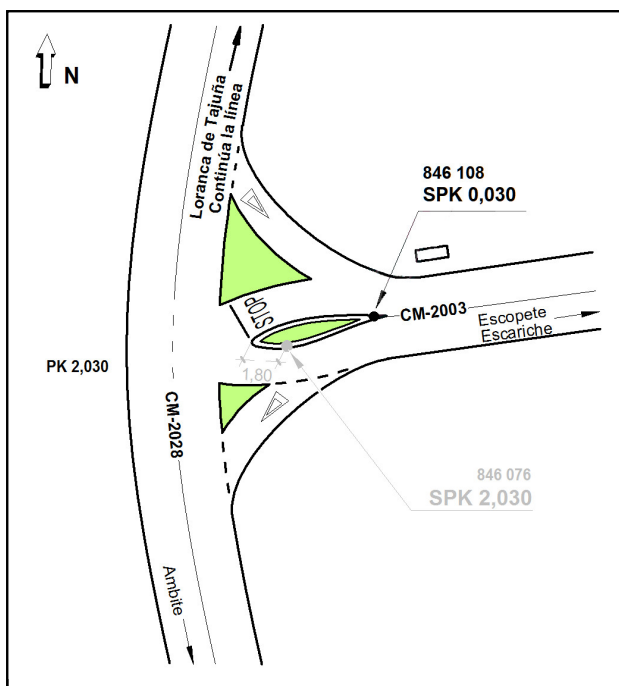 N
Loranca de Tajuña
Continúa la línea
846 108
SPK 0,030
STOP
CM-2003
Escopete
Escariche
PK 2,030
1,80
CM-2028
846 076
SPK 2,030
Ambite